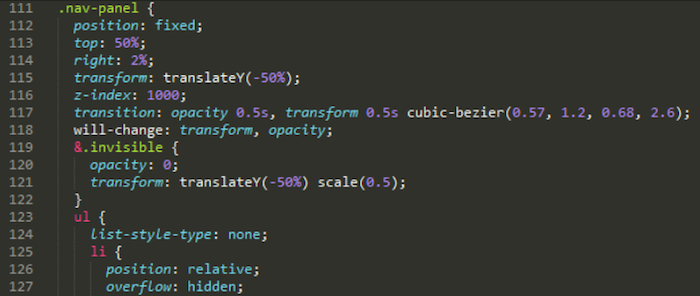 111 .nav-panel {
112 position: fixed;
113 top: 50%;
114 right: 2%;
115 transform: translateY(-50%);
116 z-index: 1000;
117 transition: opacity 0.5s, transform 0.5s cubic-bezier(0.57, 1.2, 0.68, 2.6);
118 will-change: transform, opacity;
119 &.invisible {
120 opacity: 0;
121 transform: translateY(-50%) scale(0.5);
122 }
123 ul {
124 list-style-type: none;
125 li {
126 position: relative;
127 overflow: hidden;